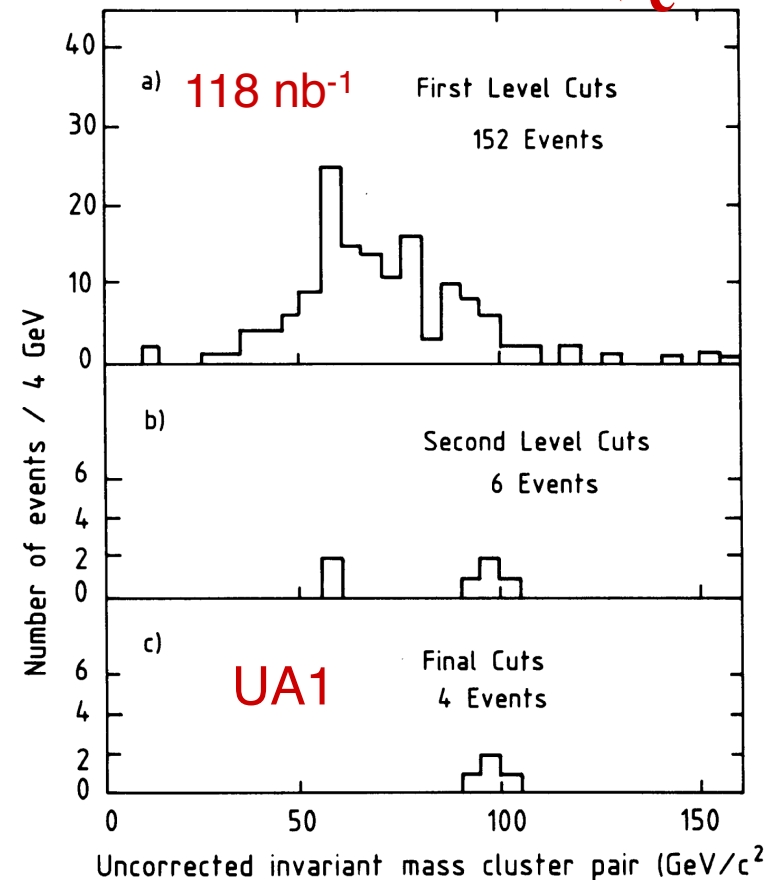 40
30
20
10
0
a) 118 nb-1
First Level Cuts
152 Events
b)
Second Level Cuts
6 Events
6
4
2
0
c)
Final Cuts
4 Events
UA1
6
4
2
0
0 50 100 150
Number of events / 4 GeV
Uncorrected invariant mass cluster pair (GeV/c2